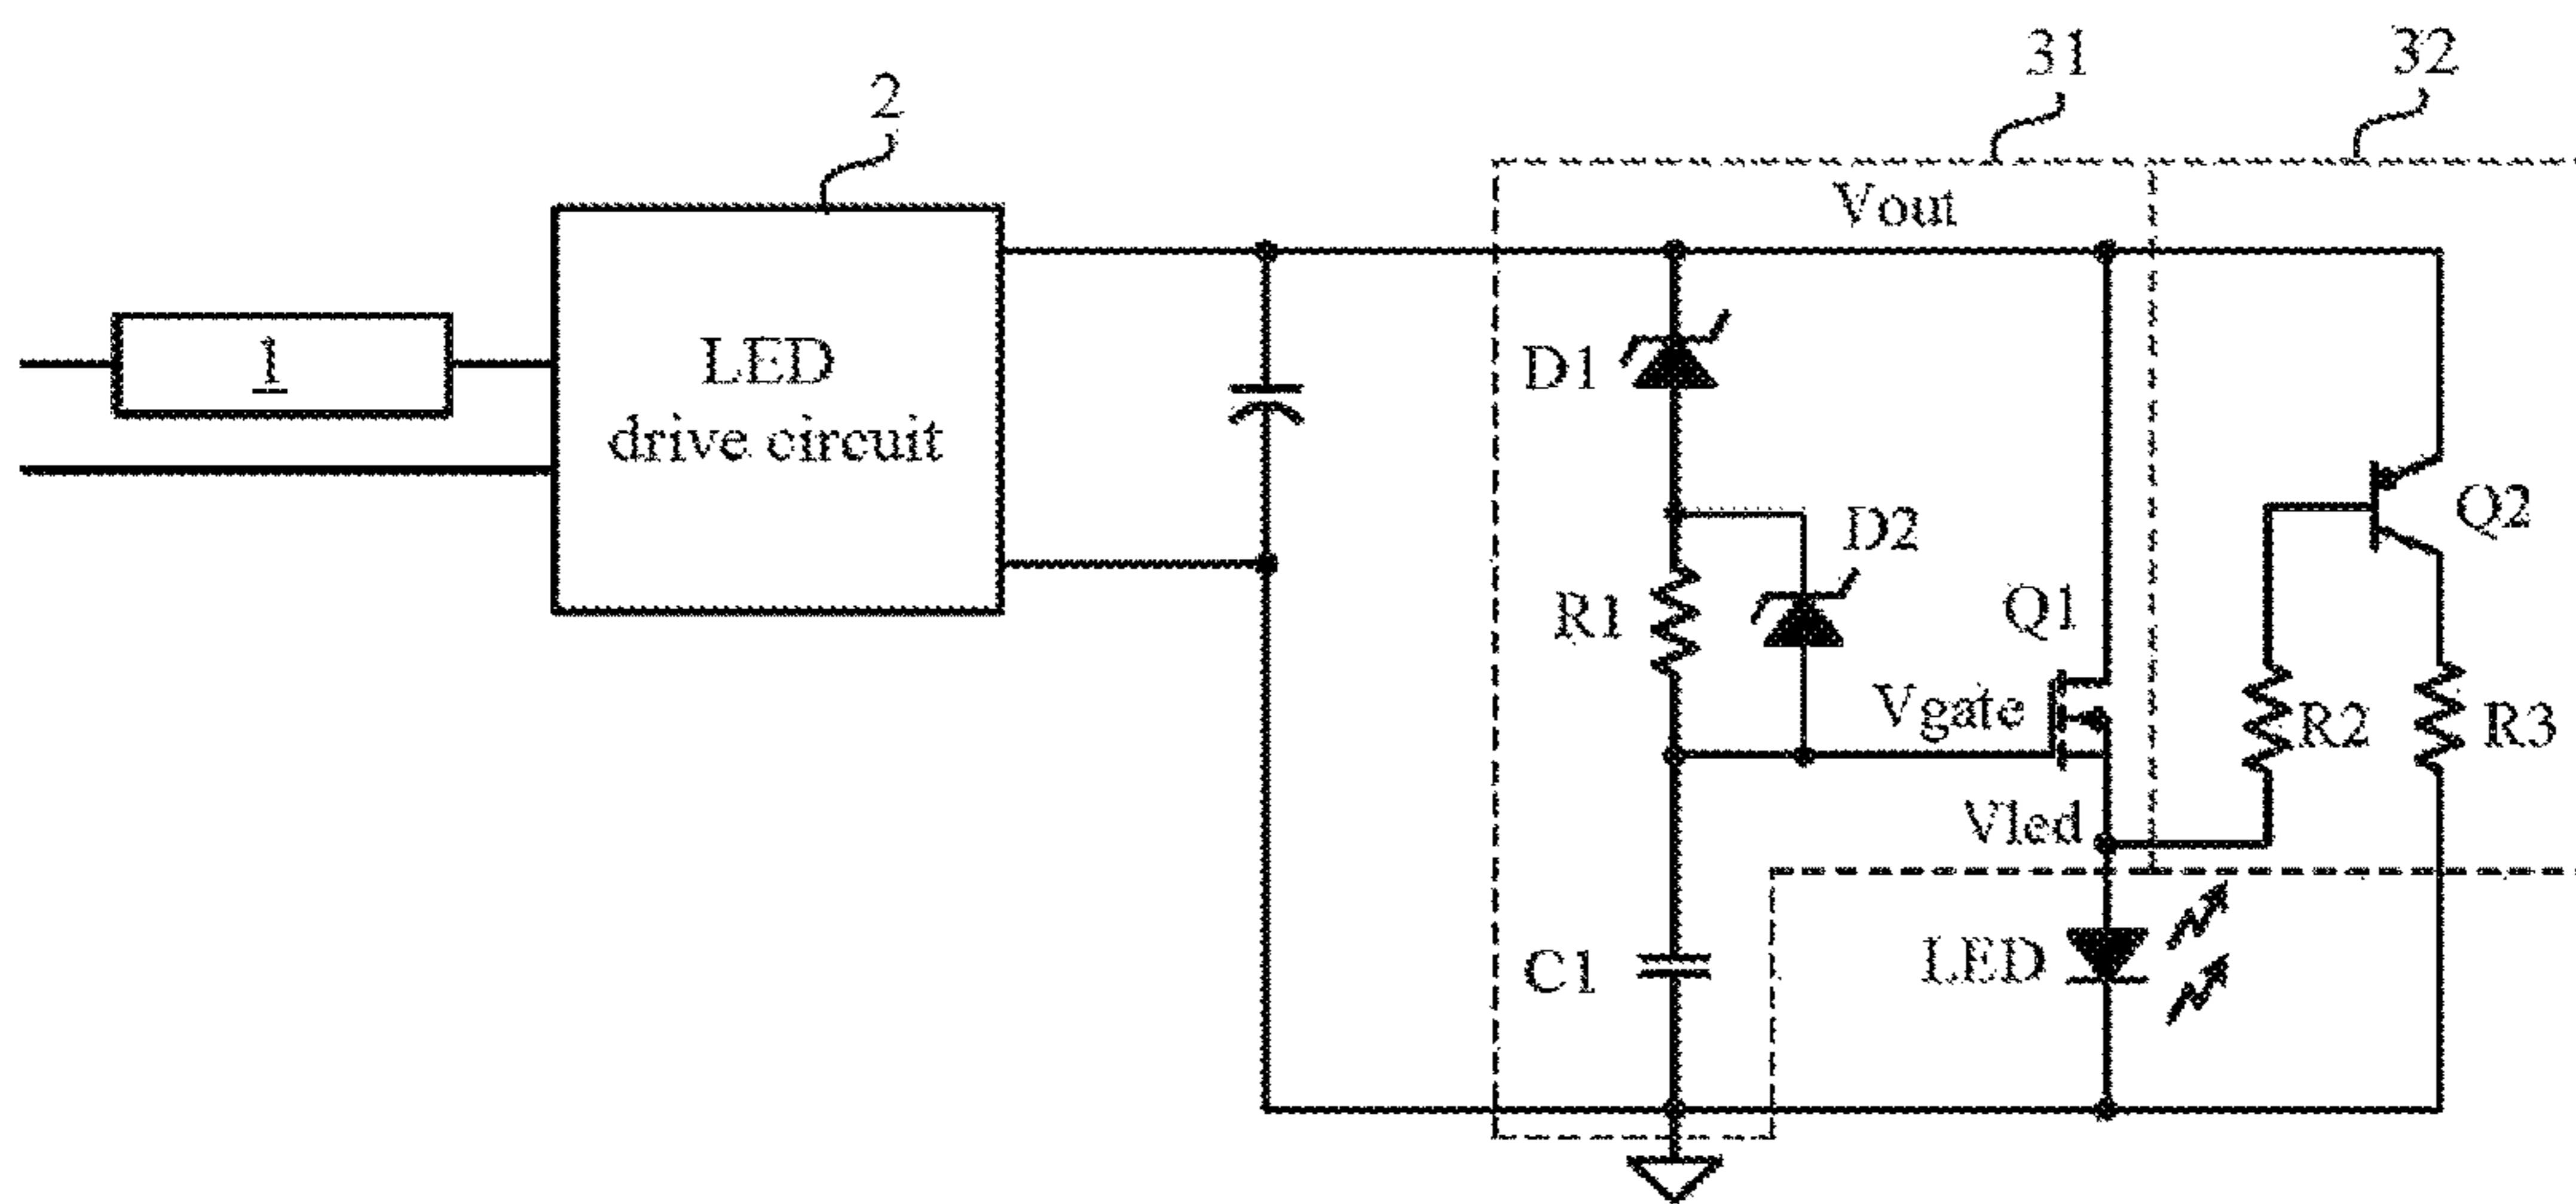 31
32
2
Vout
1
LED
drive circuit
D1
D2
Q2
R1
Q1
Vgate
R2
R3
Vled
C1
LED